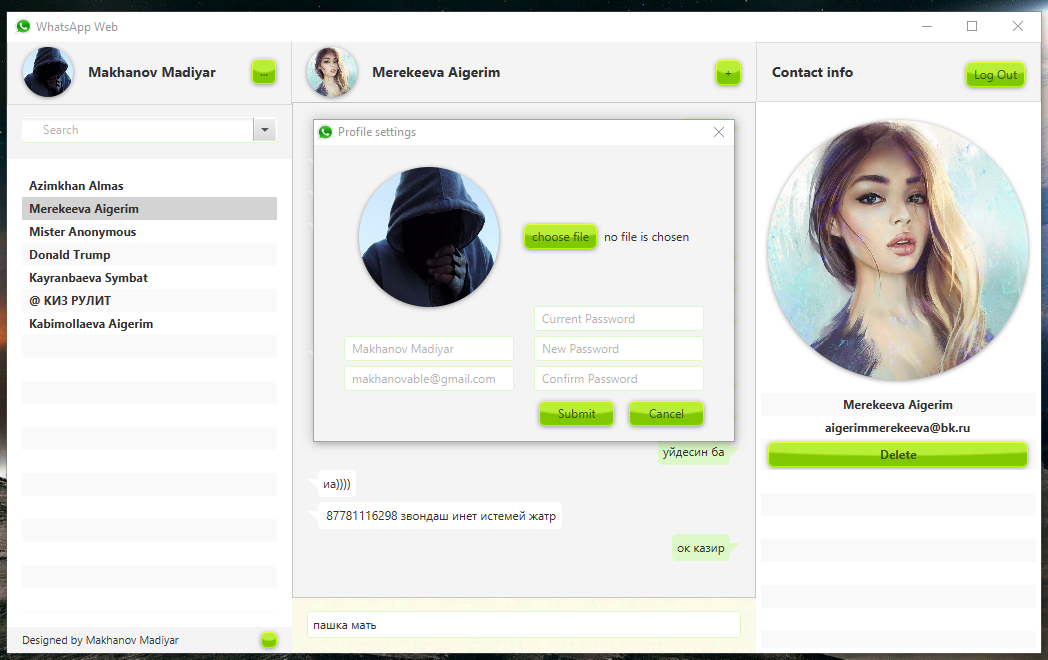 WhatsApp Web
Makhanov Madiyar
...
Merekeeva Aigerim
+
Contact info
Log Out
Search
Azimkhan Almas
Merekeeva Aigerim
Mister Anonymous
Donald Trump
Kayranbaeva Symbat
@ КИЗ РУЛИТ
Kabimollaeva Aigerim
Designed by Makhanov Madiyar
Profile settings
choose file
no file is chosen
Makhanov Madiyar
makhanovable@gmail.com
Current Password
New Password
Confirm Password
Submit
Cancel
уйдесин ба
иа))))
87781116298 звондаш инет истемей жатр
ок казир
пашка мать
Merekeeva Aigerim
aigerimmerekeeva@bk.ru
Delete